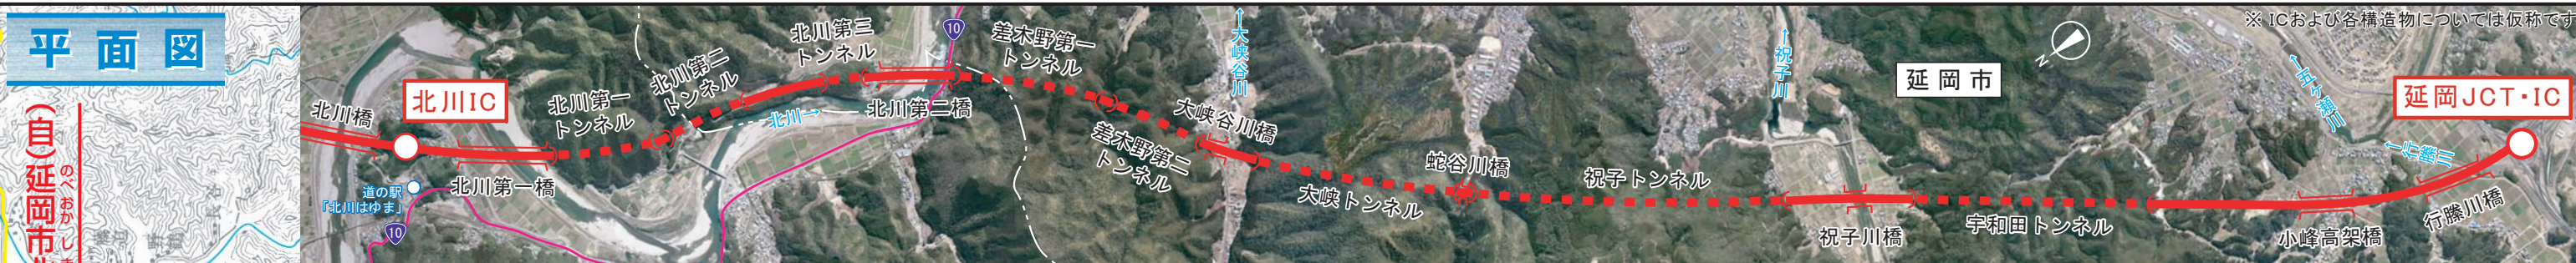 平面図
(自)延岡市
のべおか し
北川橋
北川IC
道の駅
「北川はゆま」
10
北川第一橋
北川第一
トンネル
北川第二
トンネル
北川第三
トンネル
北川→
北川第二橋
10
差木野第一
トンネル
差木野第二
トンネル
←大峡谷川
大峡谷川橋
大峡トンネル
蛇谷川橋
祝子トンネル
←祝子川
祝子川橋
延岡市
N
宇和田トンネル
※ ICおよび各構造物については仮称です
←五ヶ瀬川
延岡JCT・IC
←行縢川
小峰高架橋
行縢川橋